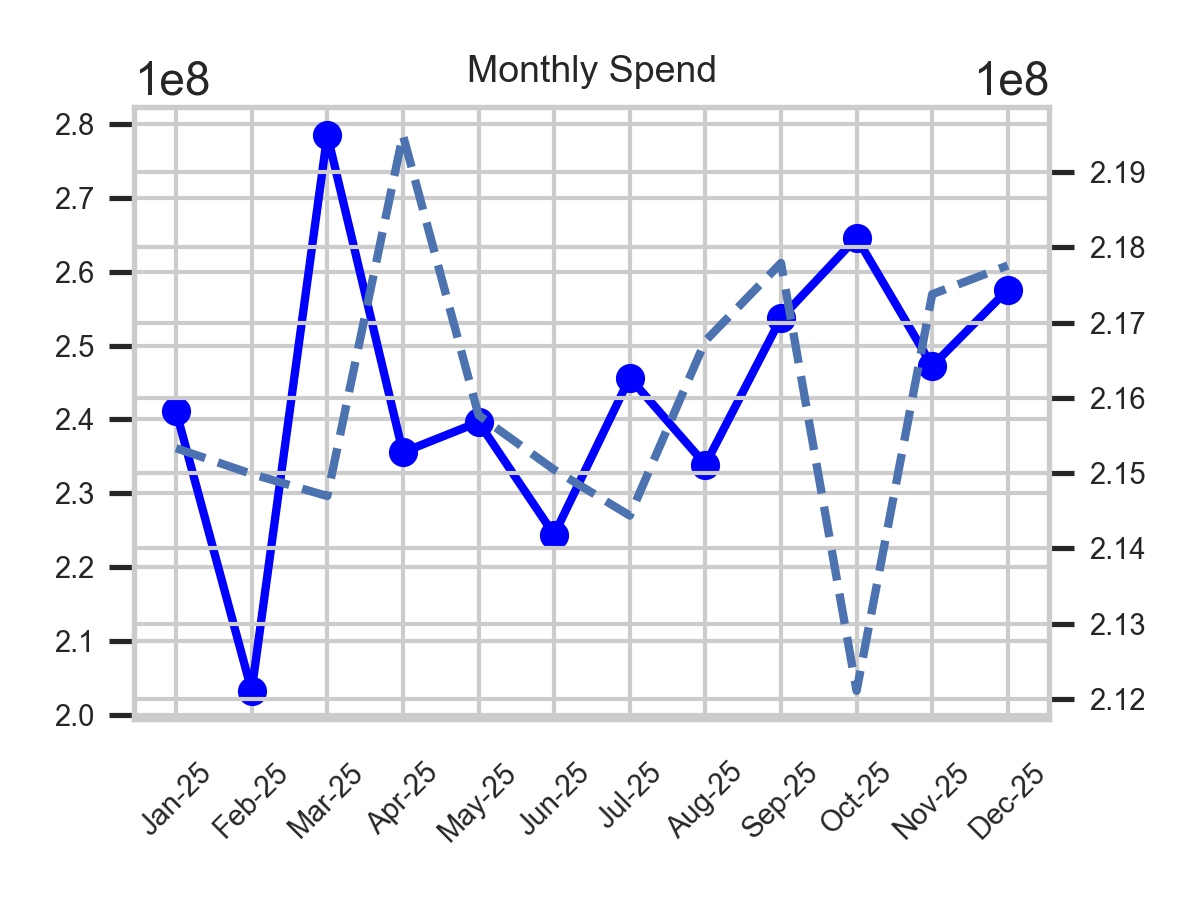 Monthly Spend
1e8
1e8
2.8
2.7
2.6
2.5
2.4
2.3
2.2
2.1
2.0
2.19
2.18
2.17
2.16
2.15
2.14
2.13
2.12
Jan-25
Feb-25
Mar-25
Apr-25
May-25
Jun-25
Jul-25
Aug-25
Sep-25
Oct-25
Nov-25
Dec-25